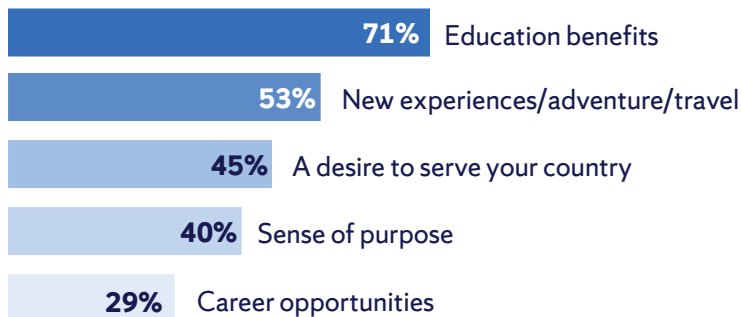 71% Education benefits
53% New experiences/adventure/travel
45% A desire to serve your country
40% Sense of purpose
29% Career opportunities